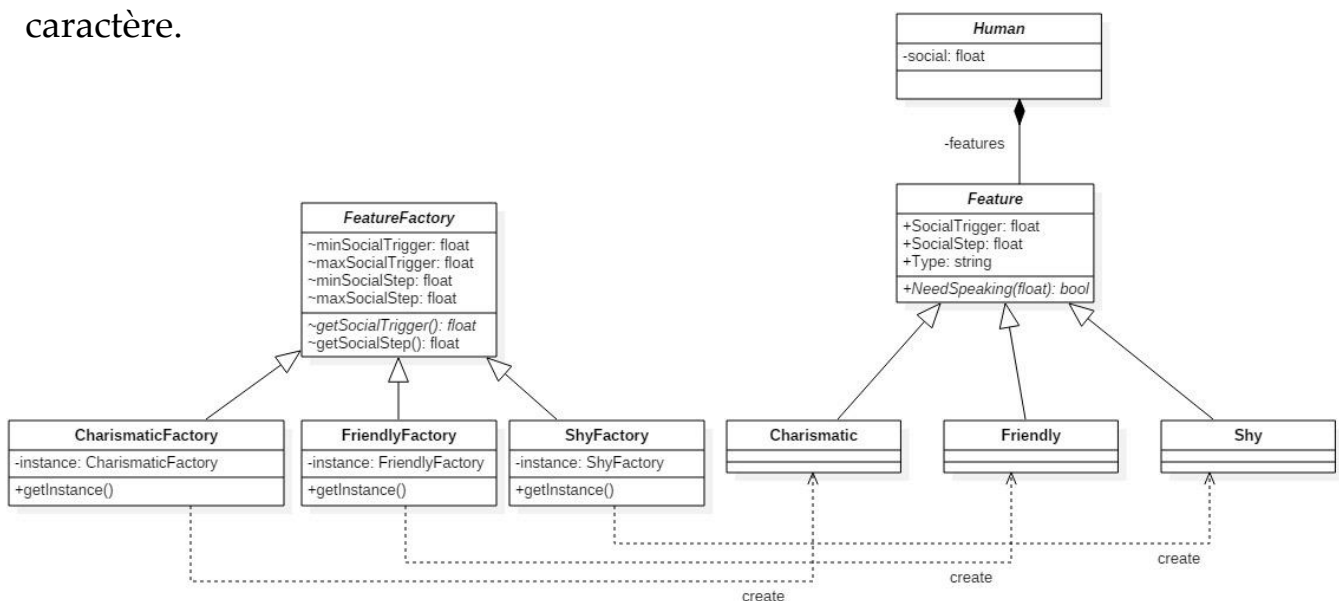 caractère.
Human
-social: float
-features
Feature
+SocialTrigger: float
+SocialStep: float
+Type: string
+NeedSpeaking(float): bool
FeatureFactory
~minSocialTrigger: float
~maxSocialTrigger: float
~minSocialStep: float
~maxSocialStep: float
~getSocialTrigger(): float
~getSocialStep(): float
CharismaticFactory
-instance: CharismaticFactory
+getInstance()
FriendlyFactory
-instance: FriendlyFactory
+getInstance()
ShyFactory
-instance: ShyFactory
+getInstance()
Charismatic
Friendly
Shy
create
create
create